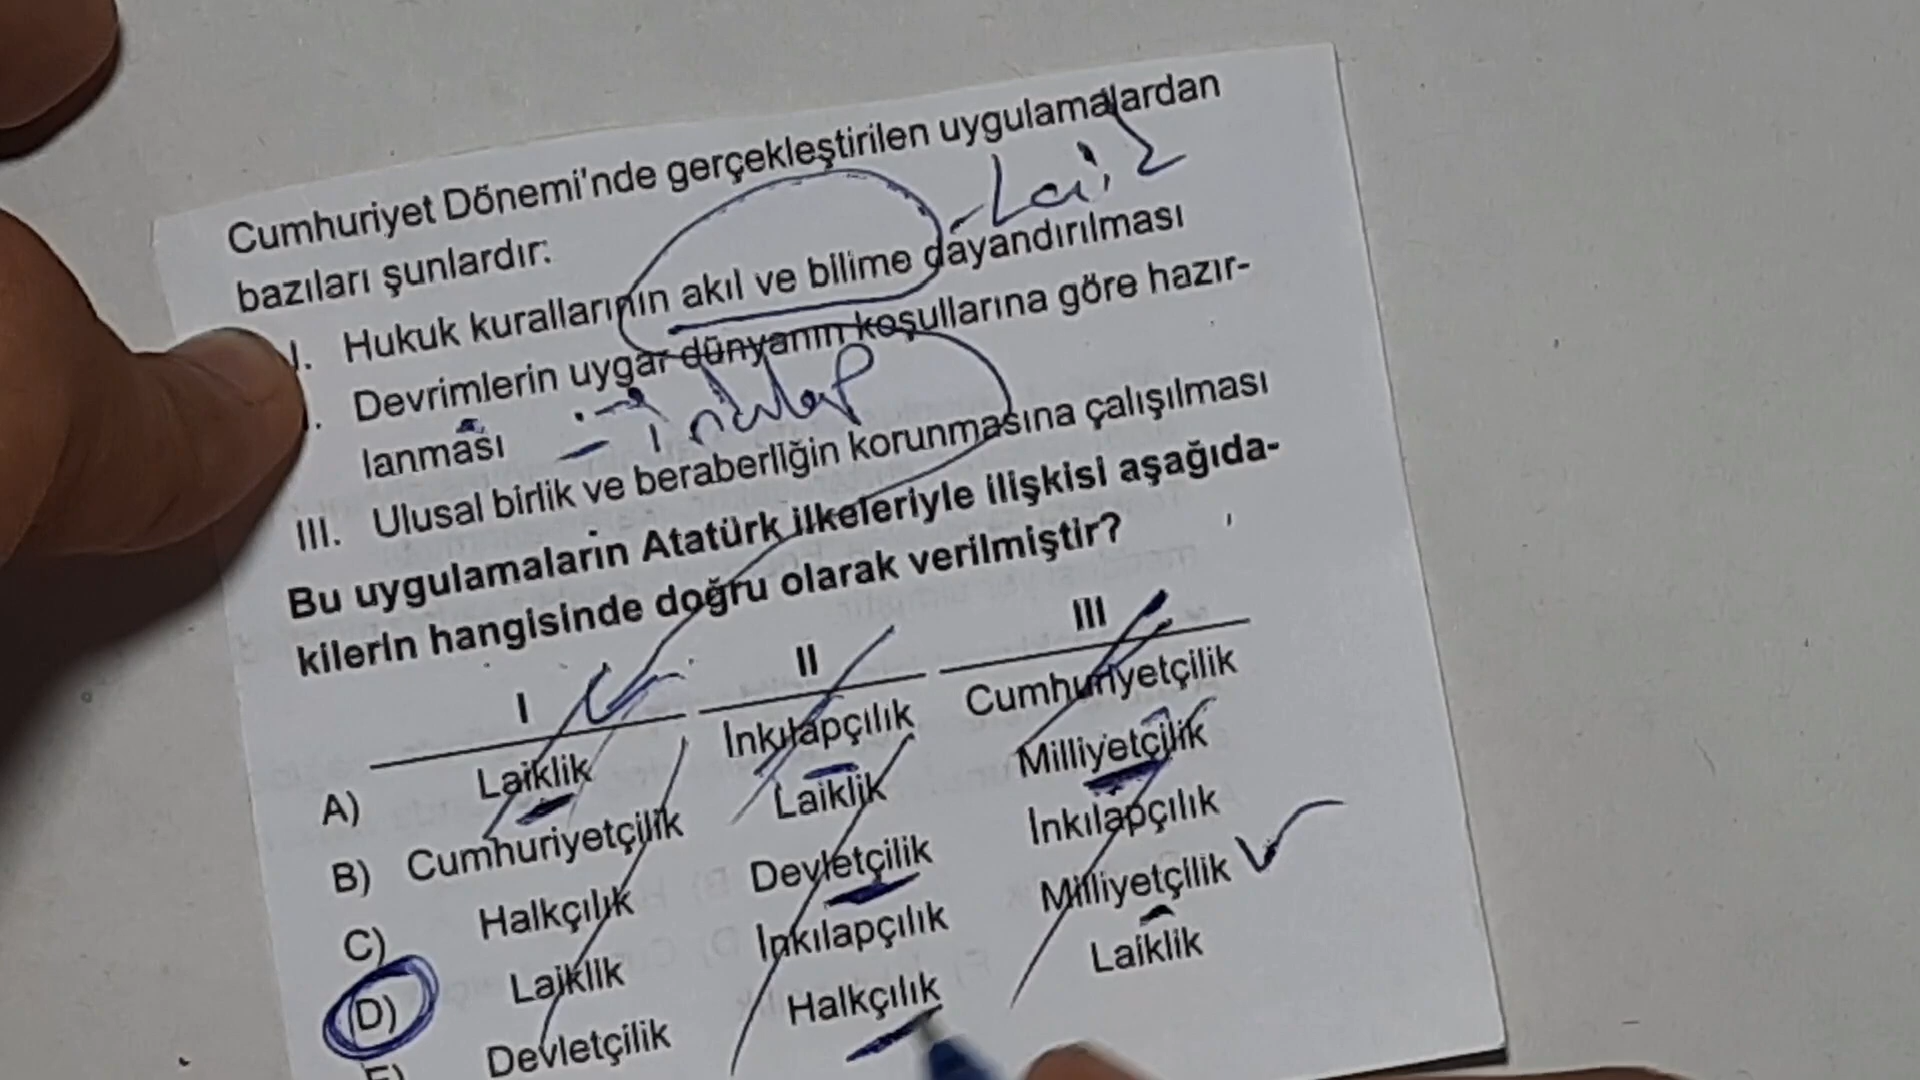 Cumhuriyet Dönemi'nde gerçekleştirilen uygulamalardan
bazıları şunlardır:
I. Hukuk kurallarının akıl ve bilime dayandırılması
Devrimlerin uygar dünyanın koşullarına göre hazır-
lanması
III. Ulusal birlik ve beraberliğin korunmasına çalışılması
Bu uygulamaların Atatürk ilkeleriyle ilişkisi aşağıda-
kilerin hangisinde doğru olarak verilmiştir?
I II III
A) Laiklik İnkılapçılık Cumhuriyetçilik
B) Cumhuriyetçilik Laiklik Milliyetçilik
C) Halkçılık Devletçilik İnkılapçılık
D) Laiklik İnkılapçılık Milliyetçilik
E) Devletçilik Halkçılık Laiklik